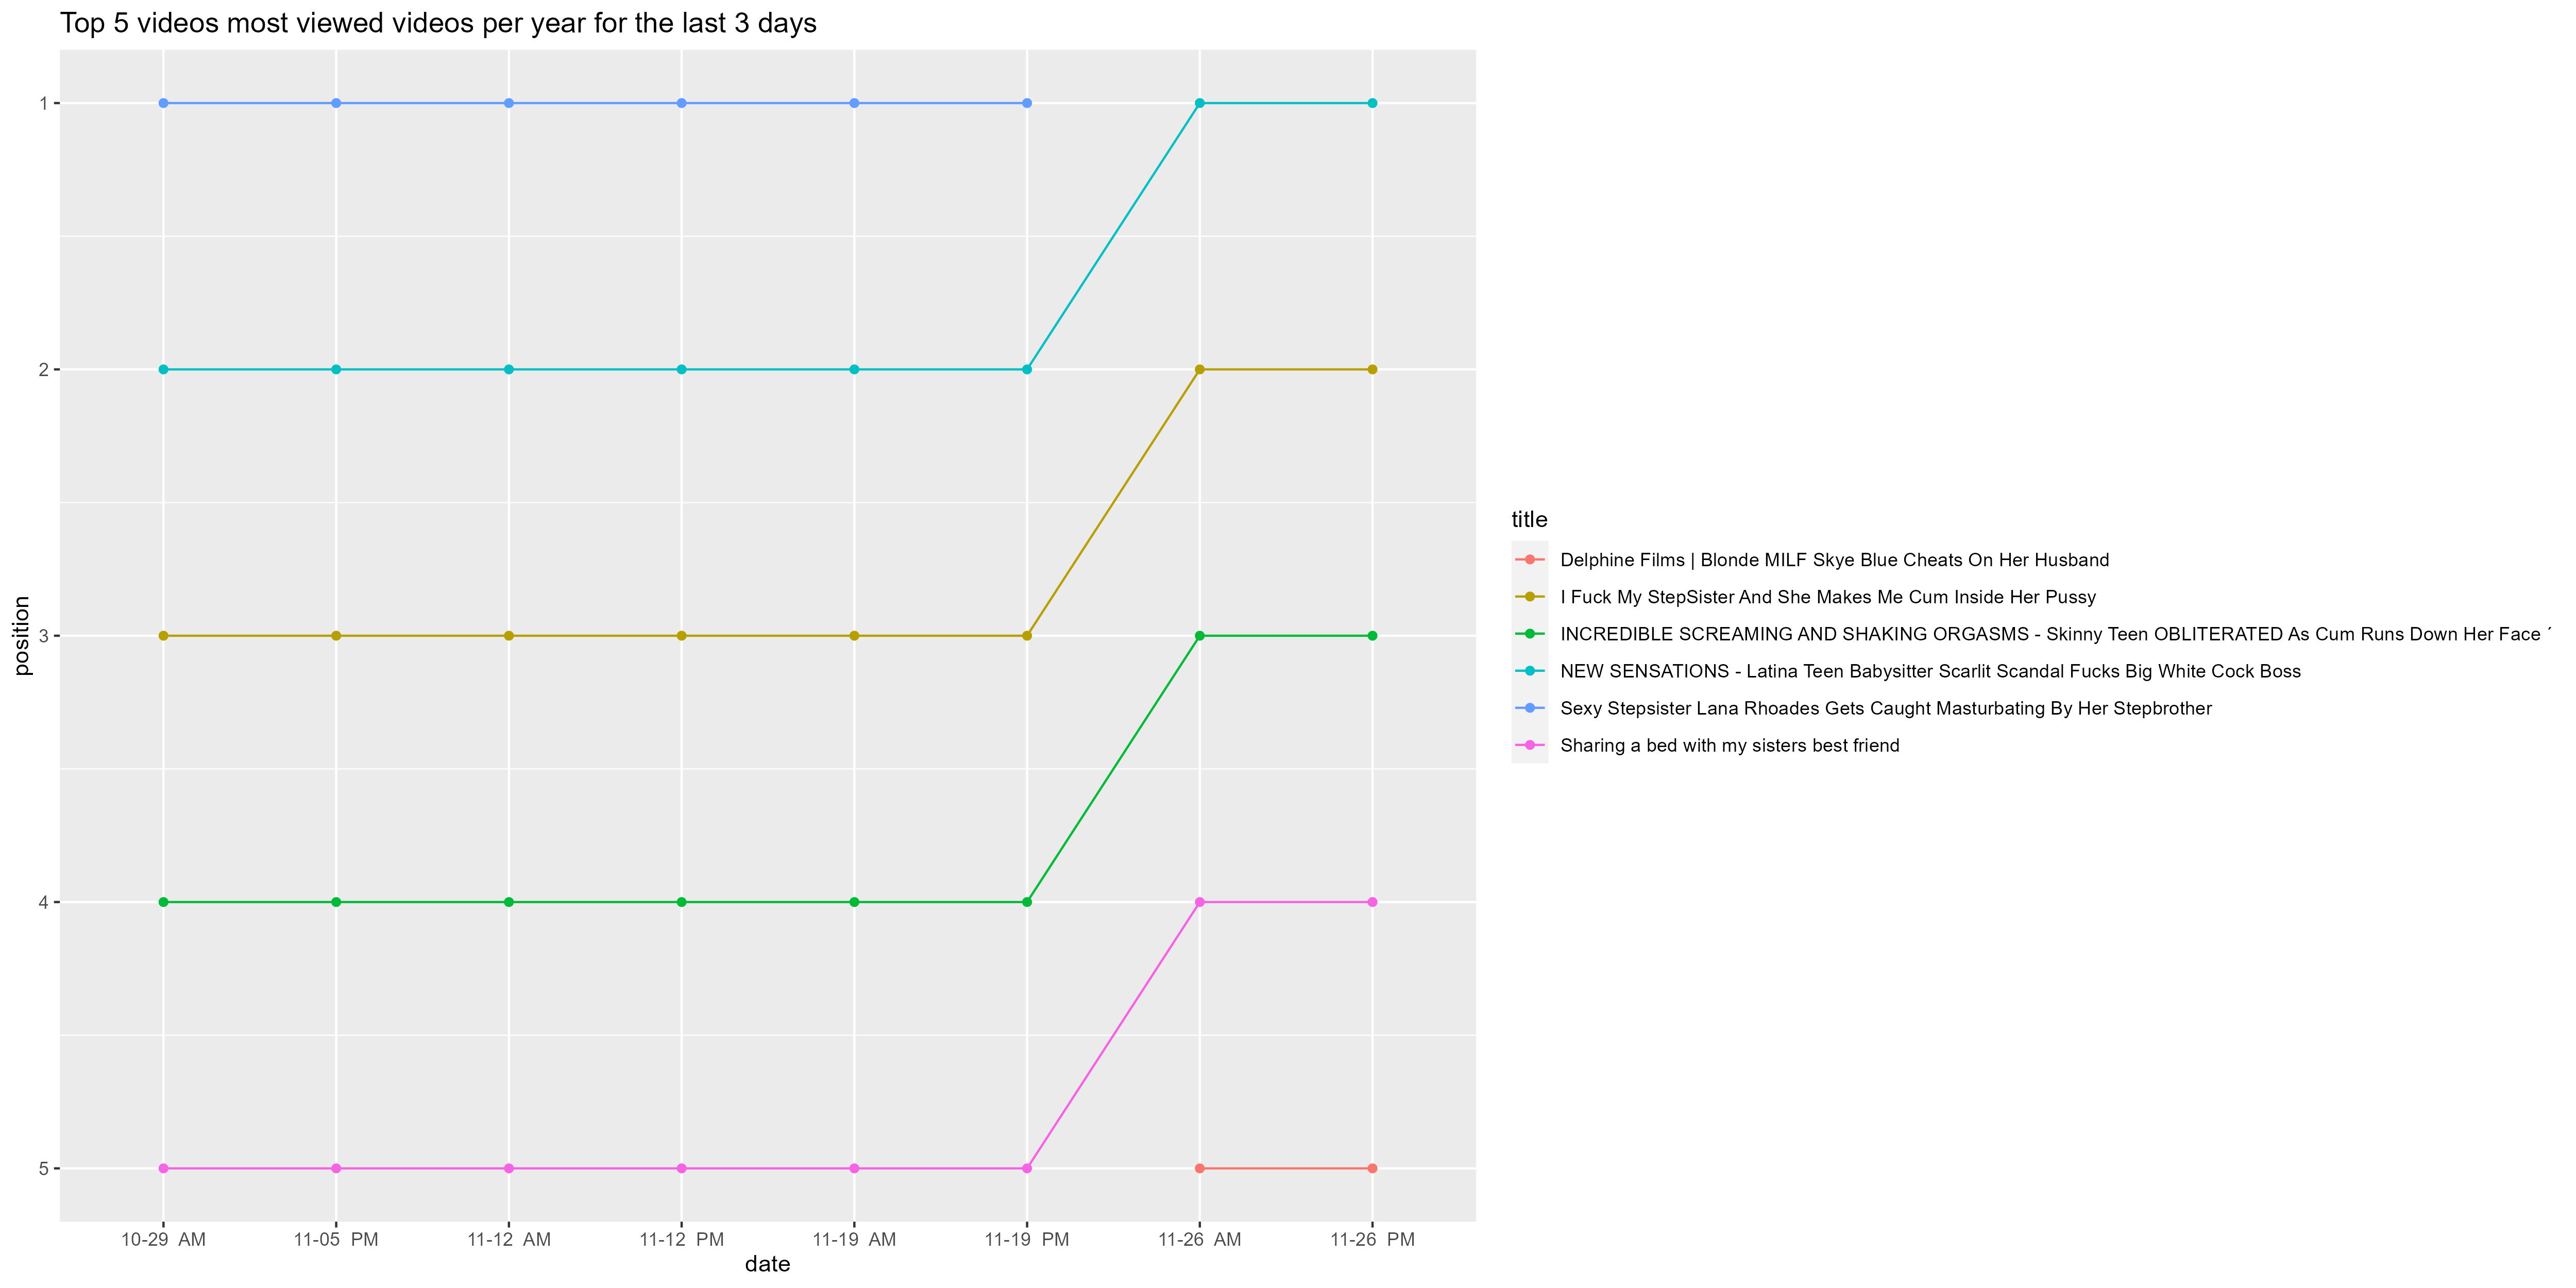 Top 5 videos most viewed videos per year for the last 3 days
1
2
3
4
5
position
10-29 AM
11-05 PM
11-12 AM
11-12 PM
11-19 AM
11-19 PM
11-26 AM
11-26 PM
date
title
Delphine Films | Blonde MILF Skye Blue Cheats On Her Husband
I Fuck My StepSister And She Makes Me Cum Inside Her Pussy
INCREDIBLE SCREAMING AND SHAKING ORGASMS - Skinny Teen OBLITERATED As Cum Runs Down Her Face ´
NEW SENSATIONS - Latina Teen Babysitter Scarlit Scandal Fucks Big White Cock Boss
Sexy Stepsister Lana Rhoades Gets Caught Masturbating By Her Stepbrother
Sharing a bed with my sisters best friend